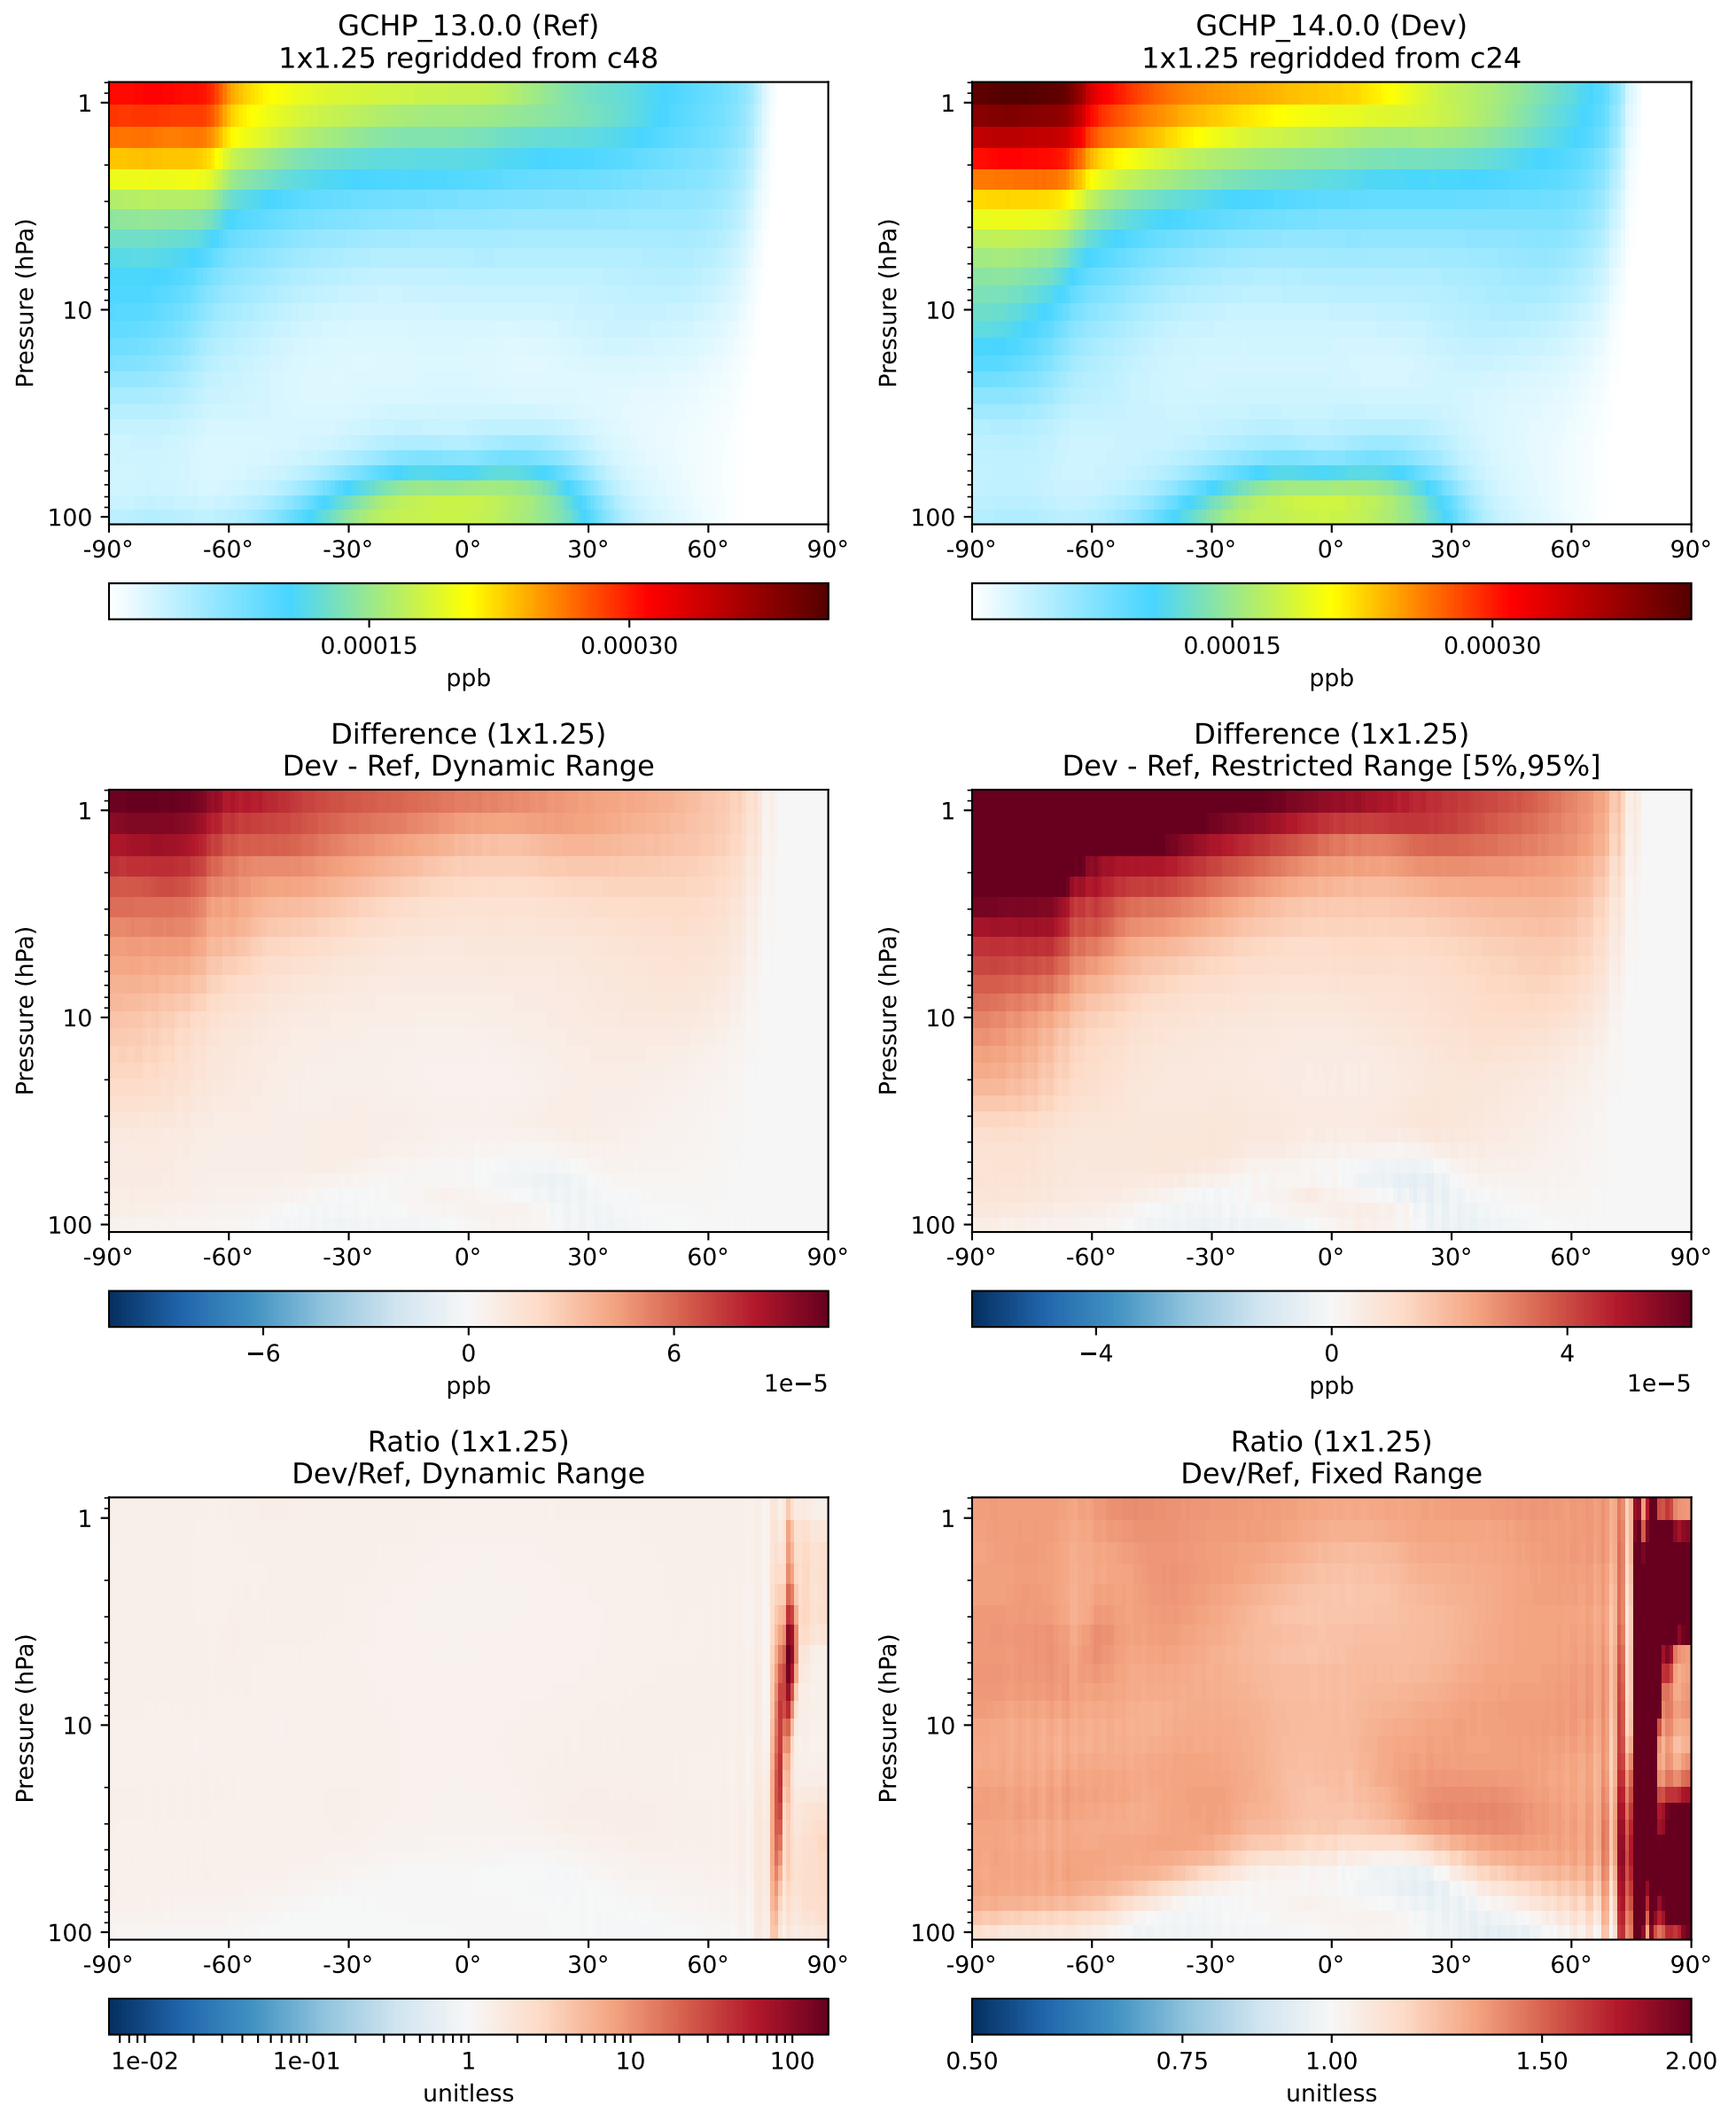 GCHP_13.0.0 (Ref)
1x1.25 regridded from c48
GCHP_14.0.0 (Dev)
1x1.25 regridded from c24
Pressure (hPa)
1
10
100
-90° -60° -30° 0° 30° 60° 90°
0.00015 0.00030
ppb
Pressure (hPa)
1
10
100
-90° -60° -30° 0° 30° 60° 90°
0.00015 0.00030
ppb
Difference (1x1.25)
Dev - Ref, Dynamic Range
Difference (1x1.25)
Dev - Ref, Restricted Range [5%,95%]
Pressure (hPa)
1
10
100
-90° -60° -30° 0° 30° 60° 90°
−6 0 6
1e−5
ppb
Pressure (hPa)
1
10
100
-90° -60° -30° 0° 30° 60° 90°
−4 0 4
1e−5
ppb
Ratio (1x1.25)
Dev/Ref, Dynamic Range
Ratio (1x1.25)
Dev/Ref, Fixed Range
Pressure (hPa)
1
10
100
-90° -60° -30° 0° 30° 60° 90°
1e-02 1e-01 1 10 100
unitless
Pressure (hPa)
1
10
100
-90° -60° -30° 0° 30° 60° 90°
0.50 0.75 1.00 1.50 2.00
unitless